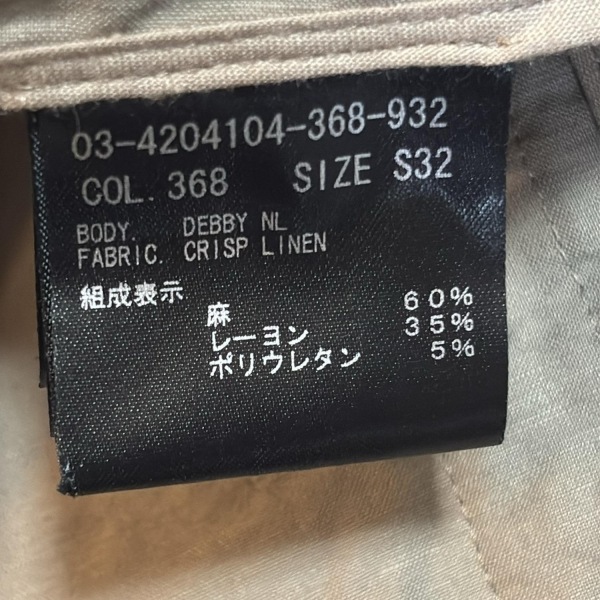 03-4204104-368-932
COL. 368 SIZE S32
BODY. DEBBY NL
FABRIC. CRISP LINEN
組成表示
麻 60%
レーヨン 35%
ポリウレタン 5%